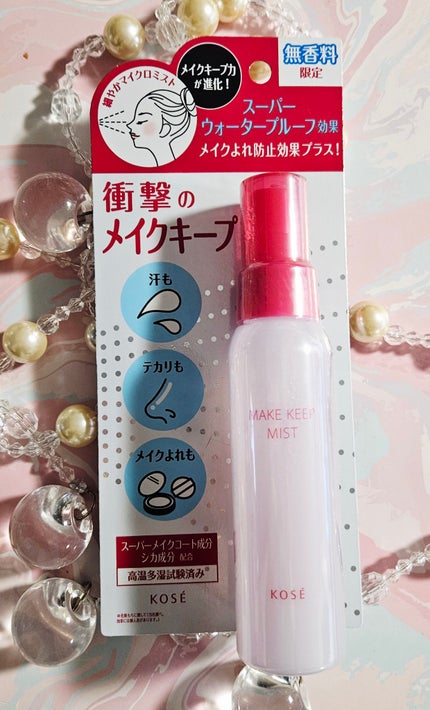 細やかマイクロミスト
メイクキープ力
が進化!
無香料
限定
スーパー
ウォータープルーフ効果
メイクよれ防止効果プラス!
衝撃の
メイクキープ
汗も
テカリも
メイクよれも
MAKE KEEP
MIST
スーパーメイクコート成分
シカ成分 配合
高温多湿試験済み※
KOSÉ
KOSÉ